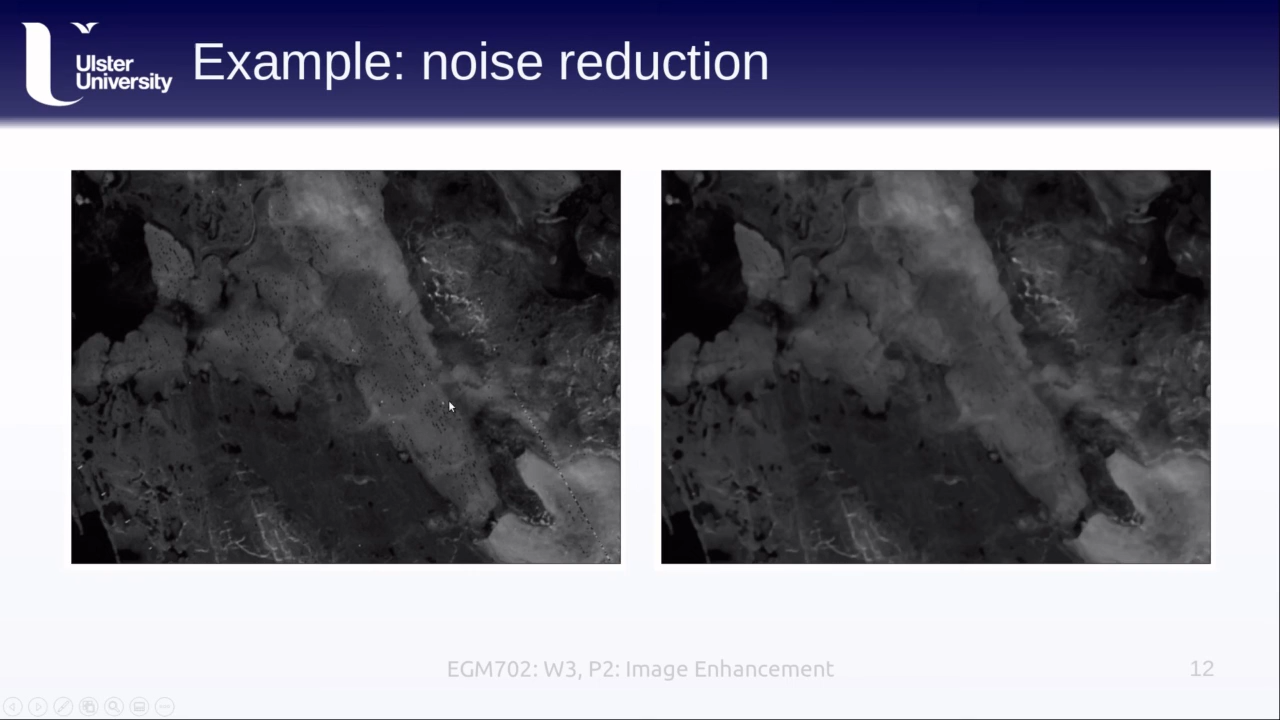 Ulster
University
Example: noise reduction
EGM702: W3, P2: Image Enhancement
12